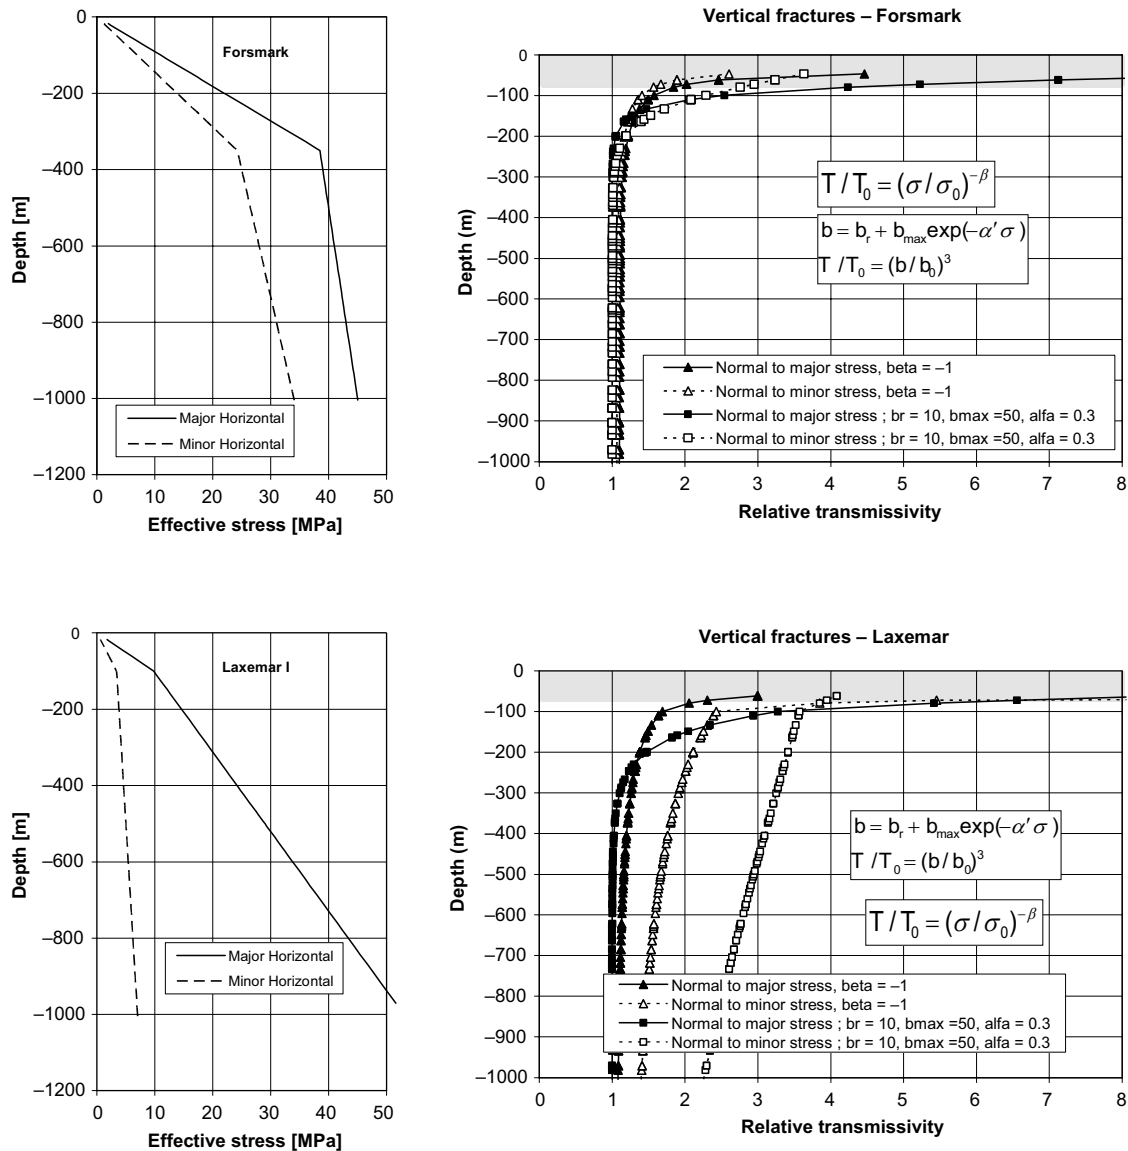 0
−200
−400
−600
−800
−1000
−1200
Depth [m]
Forsmark
Major Horizontal
Minor Horizontal
0 10 20 30 40 50
Effective stress [MPa]
Vertical fractures – Forsmark
0
−100
−200
−300
−400
−500
−600
−700
−800
−900
−1000
Depth (m)
T / T₀ = (σ / σ₀)^−β
b = bᵣ + b_max exp(−α′σ)
T / T₀ = (b / b₀)³
Normal to major stress, beta = −1
Normal to minor stress, beta = −1
Normal to major stress ; br = 10, bmax =50, alfa = 0.3
Normal to minor stress ; br = 10, bmax =50, alfa = 0.3
0 1 2 3 4 5 6 7 8
Relative transmissivity
0
−200
−400
−600
−800
−1000
−1200
Depth [m]
Laxemar I
Major Horizontal
Minor Horizontal
0 10 20 30 40 50
Effective stress [MPa]
Vertical fractures – Laxemar
0
−100
−200
−300
−400
−500
−600
−700
−800
−900
−1000
Depth (m)
b = bᵣ + b_max exp(−α′σ)
T / T₀ = (b / b₀)³
T / T₀ = (σ / σ₀)^−β
Normal to major stress, beta = −1
Normal to minor stress, beta = −1
Normal to major stress ; br = 10, bmax =50, alfa = 0.3
Normal to minor stress ; br = 10, bmax =50, alfa = 0.3
0 1 2 3 4 5 6 7 8
Relative transmissivity